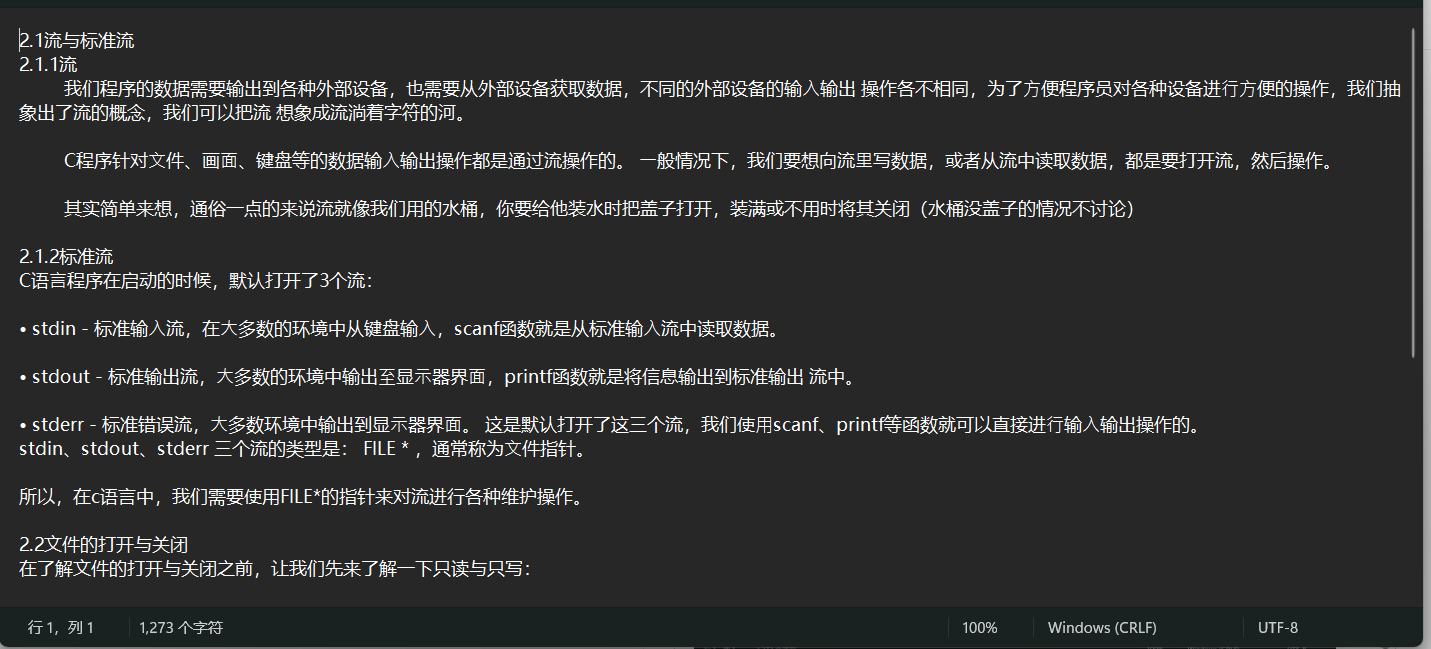 2.1流与标准流
2.1.1流
我们程序的数据需要输出到各种外部设备，也需要从外部设备获取数据，不同的外部设备的输入输出 操作各不相同，为了方便程序员对各种设备进行方便的操作，我们抽
象出了流的概念，我们可以把流 想象成流淌着字符的河。
C程序针对文件、画面、键盘等的数据输入输出操作都是通过流操作的。 一般情况下，我们要想向流里写数据，或者从流中读取数据，都是要打开流，然后操作。
其实简单来想，通俗一点的来说流就像我们用的水桶，你要给他装水时把盖子打开，装满或不用时将其关闭（水桶没盖子的情况不讨论）
2.1.2标准流
C语言程序在启动的时候，默认打开了3个流：
• stdin - 标准输入流，在大多数的环境中从键盘输入，scanf函数就是从标准输入流中读取数据。
• stdout - 标准输出流，大多数的环境中输出至显示器界面，printf函数就是将信息输出到标准输出 流中。
• stderr - 标准错误流，大多数环境中输出到显示器界面。 这是默认打开了这三个流，我们使用scanf、printf等函数就可以直接进行输入输出操作的。
stdin、stdout、stderr 三个流的类型是： FILE * ，通常称为文件指针。
所以，在c语言中，我们需要使用FILE*的指针来对流进行各种维护操作。
2.2文件的打开与关闭
在了解文件的打开与关闭之前，让我们先来了解一下只读与只写：
行 1，列 1 1,273 个字符 100% Windows (CRLF) UTF-8